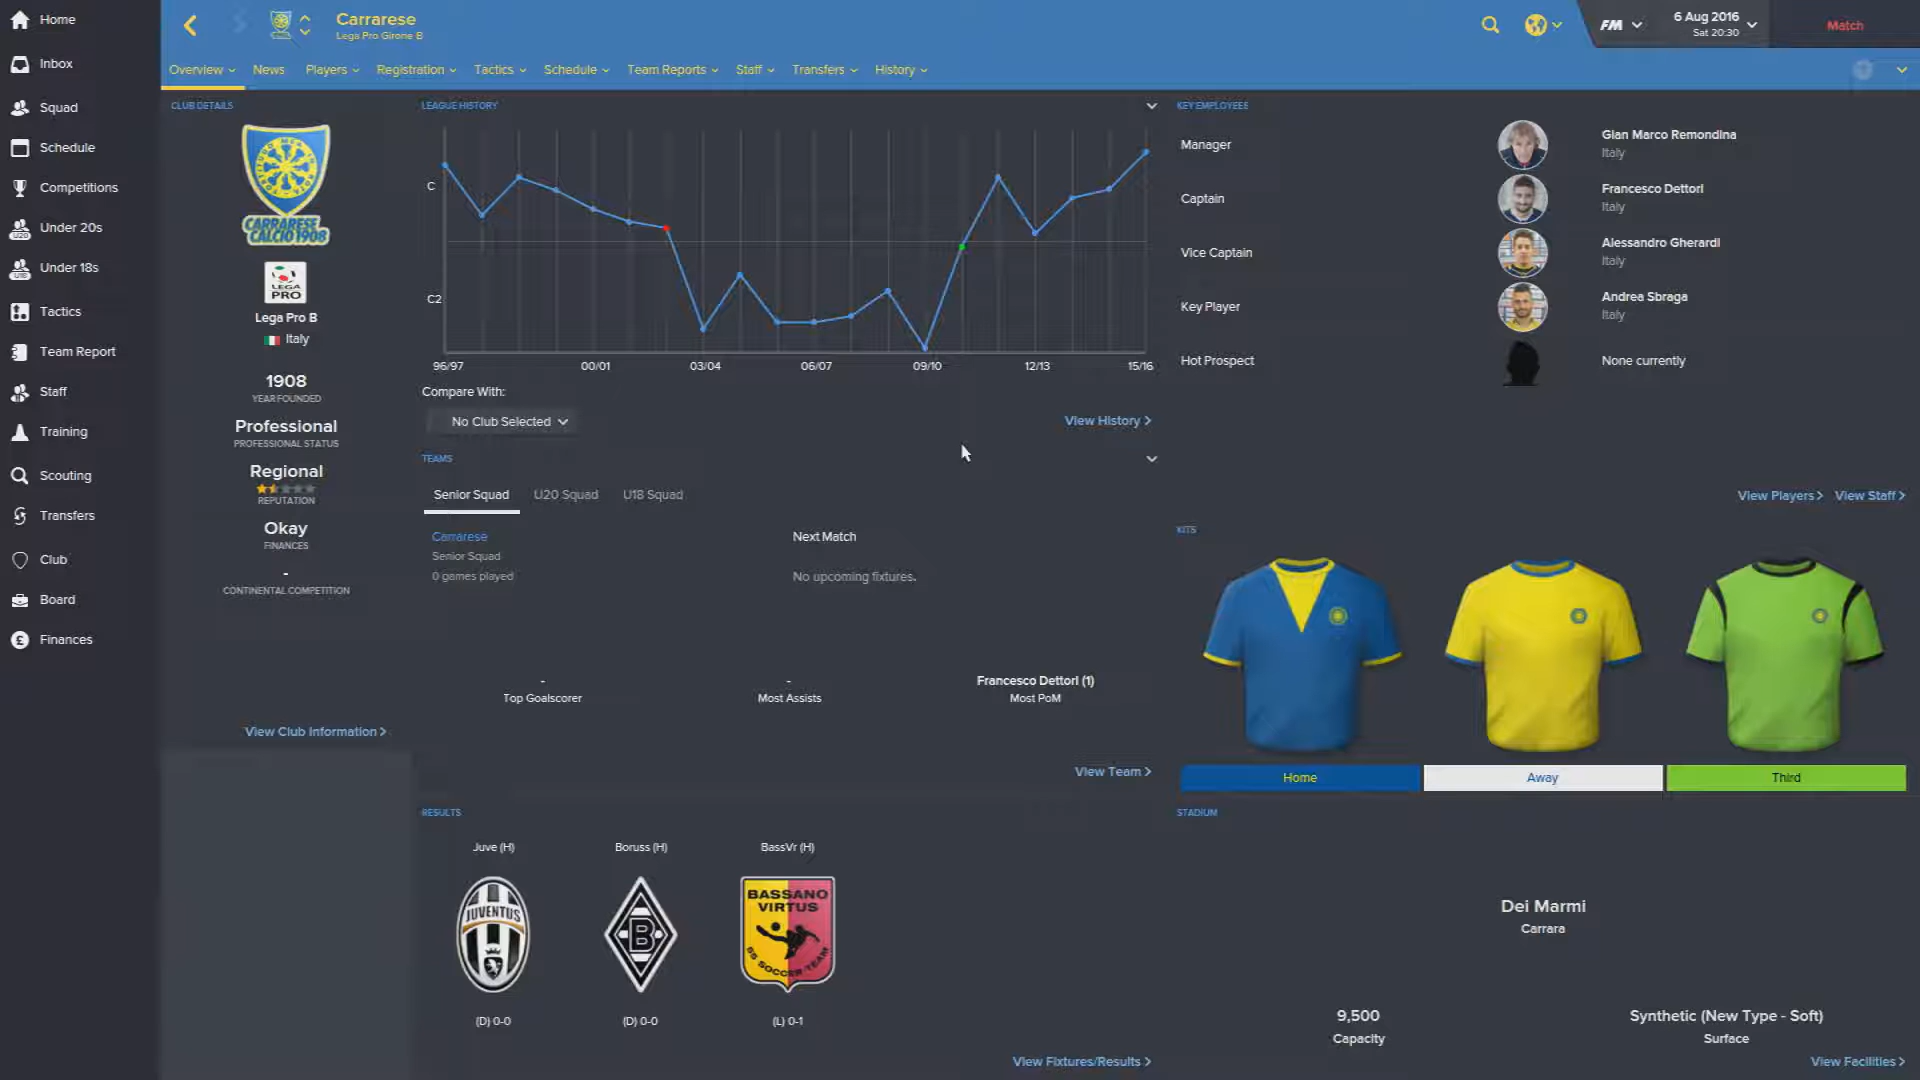 Home
Inbox
Squad
Schedule
Competitions
Under 20s
Under 18s
Tactics
Team Report
Staff
Training
Scouting
Transfers
Club
Board
Finances
Carrarese
Lega Pro Girone B
FM
6 Aug 2016
Sat 20:30
Match
Overview
News
Players
Registration
Tactics
Schedule
Team Reports
Staff
Transfers
History
CLUB DETAILS
CARRARESE
CALCIO 1908
LEGA
PRO
Lega Pro B
Italy
1908
YEAR FOUNDED
Professional
PROFESSIONAL STATUS
Regional
REPUTATION
Okay
FINANCES
-
CONTINENTAL COMPETITION
View Club Information >
LEAGUE HISTORY
C
C2
96/97 00/01 03/04 06/07 09/10 12/13 15/16
Compare With:
No Club Selected
View History >
TEAMS
Senior Squad U20 Squad U18 Squad
Carrarese
Senior Squad
0 games played
Next Match
No upcoming fixtures.
-
Top Goalscorer
-
Most Assists
Francesco Dettori (1)
Most PoM
View Team >
RESULTS
Juve (H)
JUVENTUS
(D) 0-0
Boruss (H)
B
(D) 0-0
BassVr (H)
BASSANO
VIRTUS
55 SOCCER TEAM
(L) 0-1
View Fixtures/Results >
KEY EMPLOYEES
Manager
Gian Marco Remondina
Italy
Captain
Francesco Dettori
Italy
Vice Captain
Alessandro Gherardi
Italy
Key Player
Andrea Sbraga
Italy
Hot Prospect
None currently
View Players >
View Staff >
KITS
Home
Away
Third
STADIUM
Dei Marmi
Carrara
9,500
Capacity
Synthetic (New Type - Soft)
Surface
View Facilities >